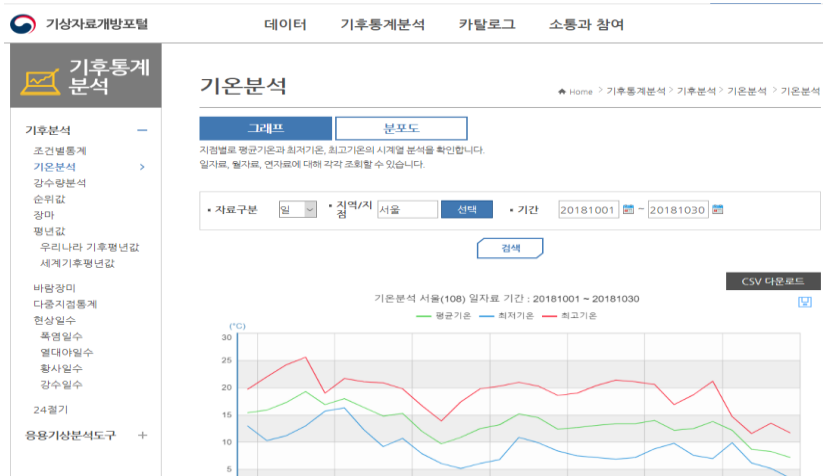 기상자료개방포털
데이터 기후통계분석 카탈로그 소통과 참여
기후통계
분석
기후분석
조건별통계
기온분석
강수량분석
순위값
장마
평년값
우리나라 기후평년값
세계기후평년값
바람장미
다중지점통계
현상일수
폭염일수
열대야일수
황사일수
강수일수
24절기
응용기상분석도구 +
기온분석
Home > 기후통계분석 > 기후분석 > 기온분석 > 기온분석
그래프 분포도
지점별로 평균기온과 최저기온, 최고기온의 시계열 분석을 확인합니다.
일자료, 월자료, 연자료에 대해 각각 조회할 수 있습니다.
• 자료구분 일 • 지역/지점 서울 선택 • 기간 20181001 ~ 20181030
검색
CSV 다운로드
기온분석 서울(108) 일자료 기간 : 20181001 ~ 20181030
평균기온 최저기온 최고기온
(°C)
30
25
20
15
10
5